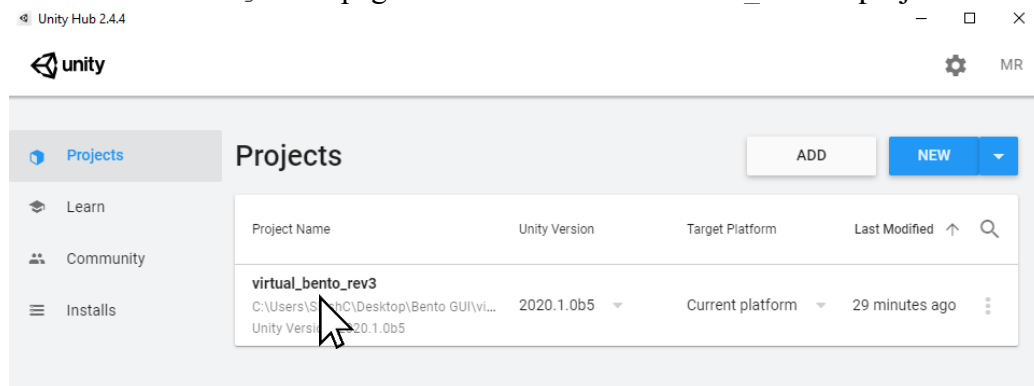 Unity Hub 2.4.4
unity
MR
Projects
Projects
ADD
NEW
Learn
Community
Installs
Project Name
Unity Version
Target Platform
Last Modified
virtual_bento_rev3
C:\Users\S hC\Desktop\Bento GUI\vi...
2020.1.0b5
Current platform
29 minutes ago
Unity Versi 2020.1.0b5